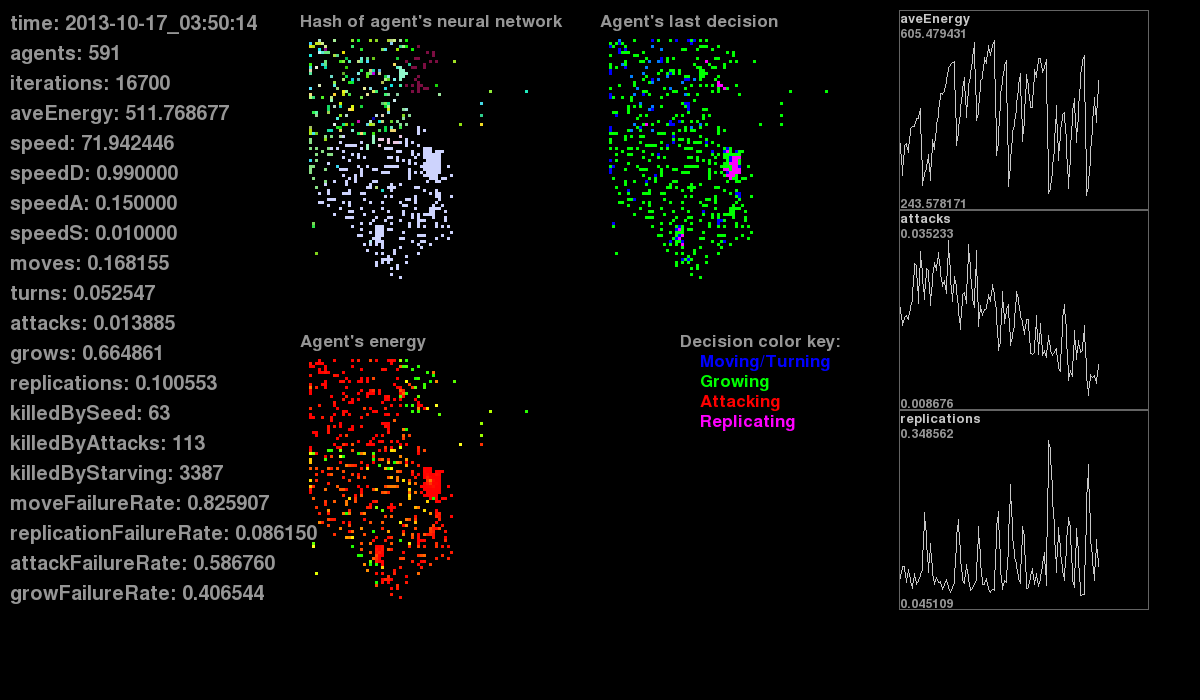 time: 2013-10-17_03:50:14
agents: 591
iterations: 16700
aveEnergy: 511.768677
speed: 71.942446
speedD: 0.990000
speedA: 0.150000
speedS: 0.010000
moves: 0.168155
turns: 0.052547
attacks: 0.013885
grows: 0.664861
replications: 0.100553
killedBySeed: 63
killedByAttacks: 113
killedByStarving: 3387
moveFailureRate: 0.825907
replicationFailureRate: 0.086150
attackFailureRate: 0.586760
growFailureRate: 0.406544
Hash of agent's neural network
Agent's last decision
Agent's energy
Decision color key:
Moving/Turning
Growing
Attacking
Replicating
aveEnergy
605.479431
243.578171
attacks
0.035233
0.008676
replications
0.348562
0.045109